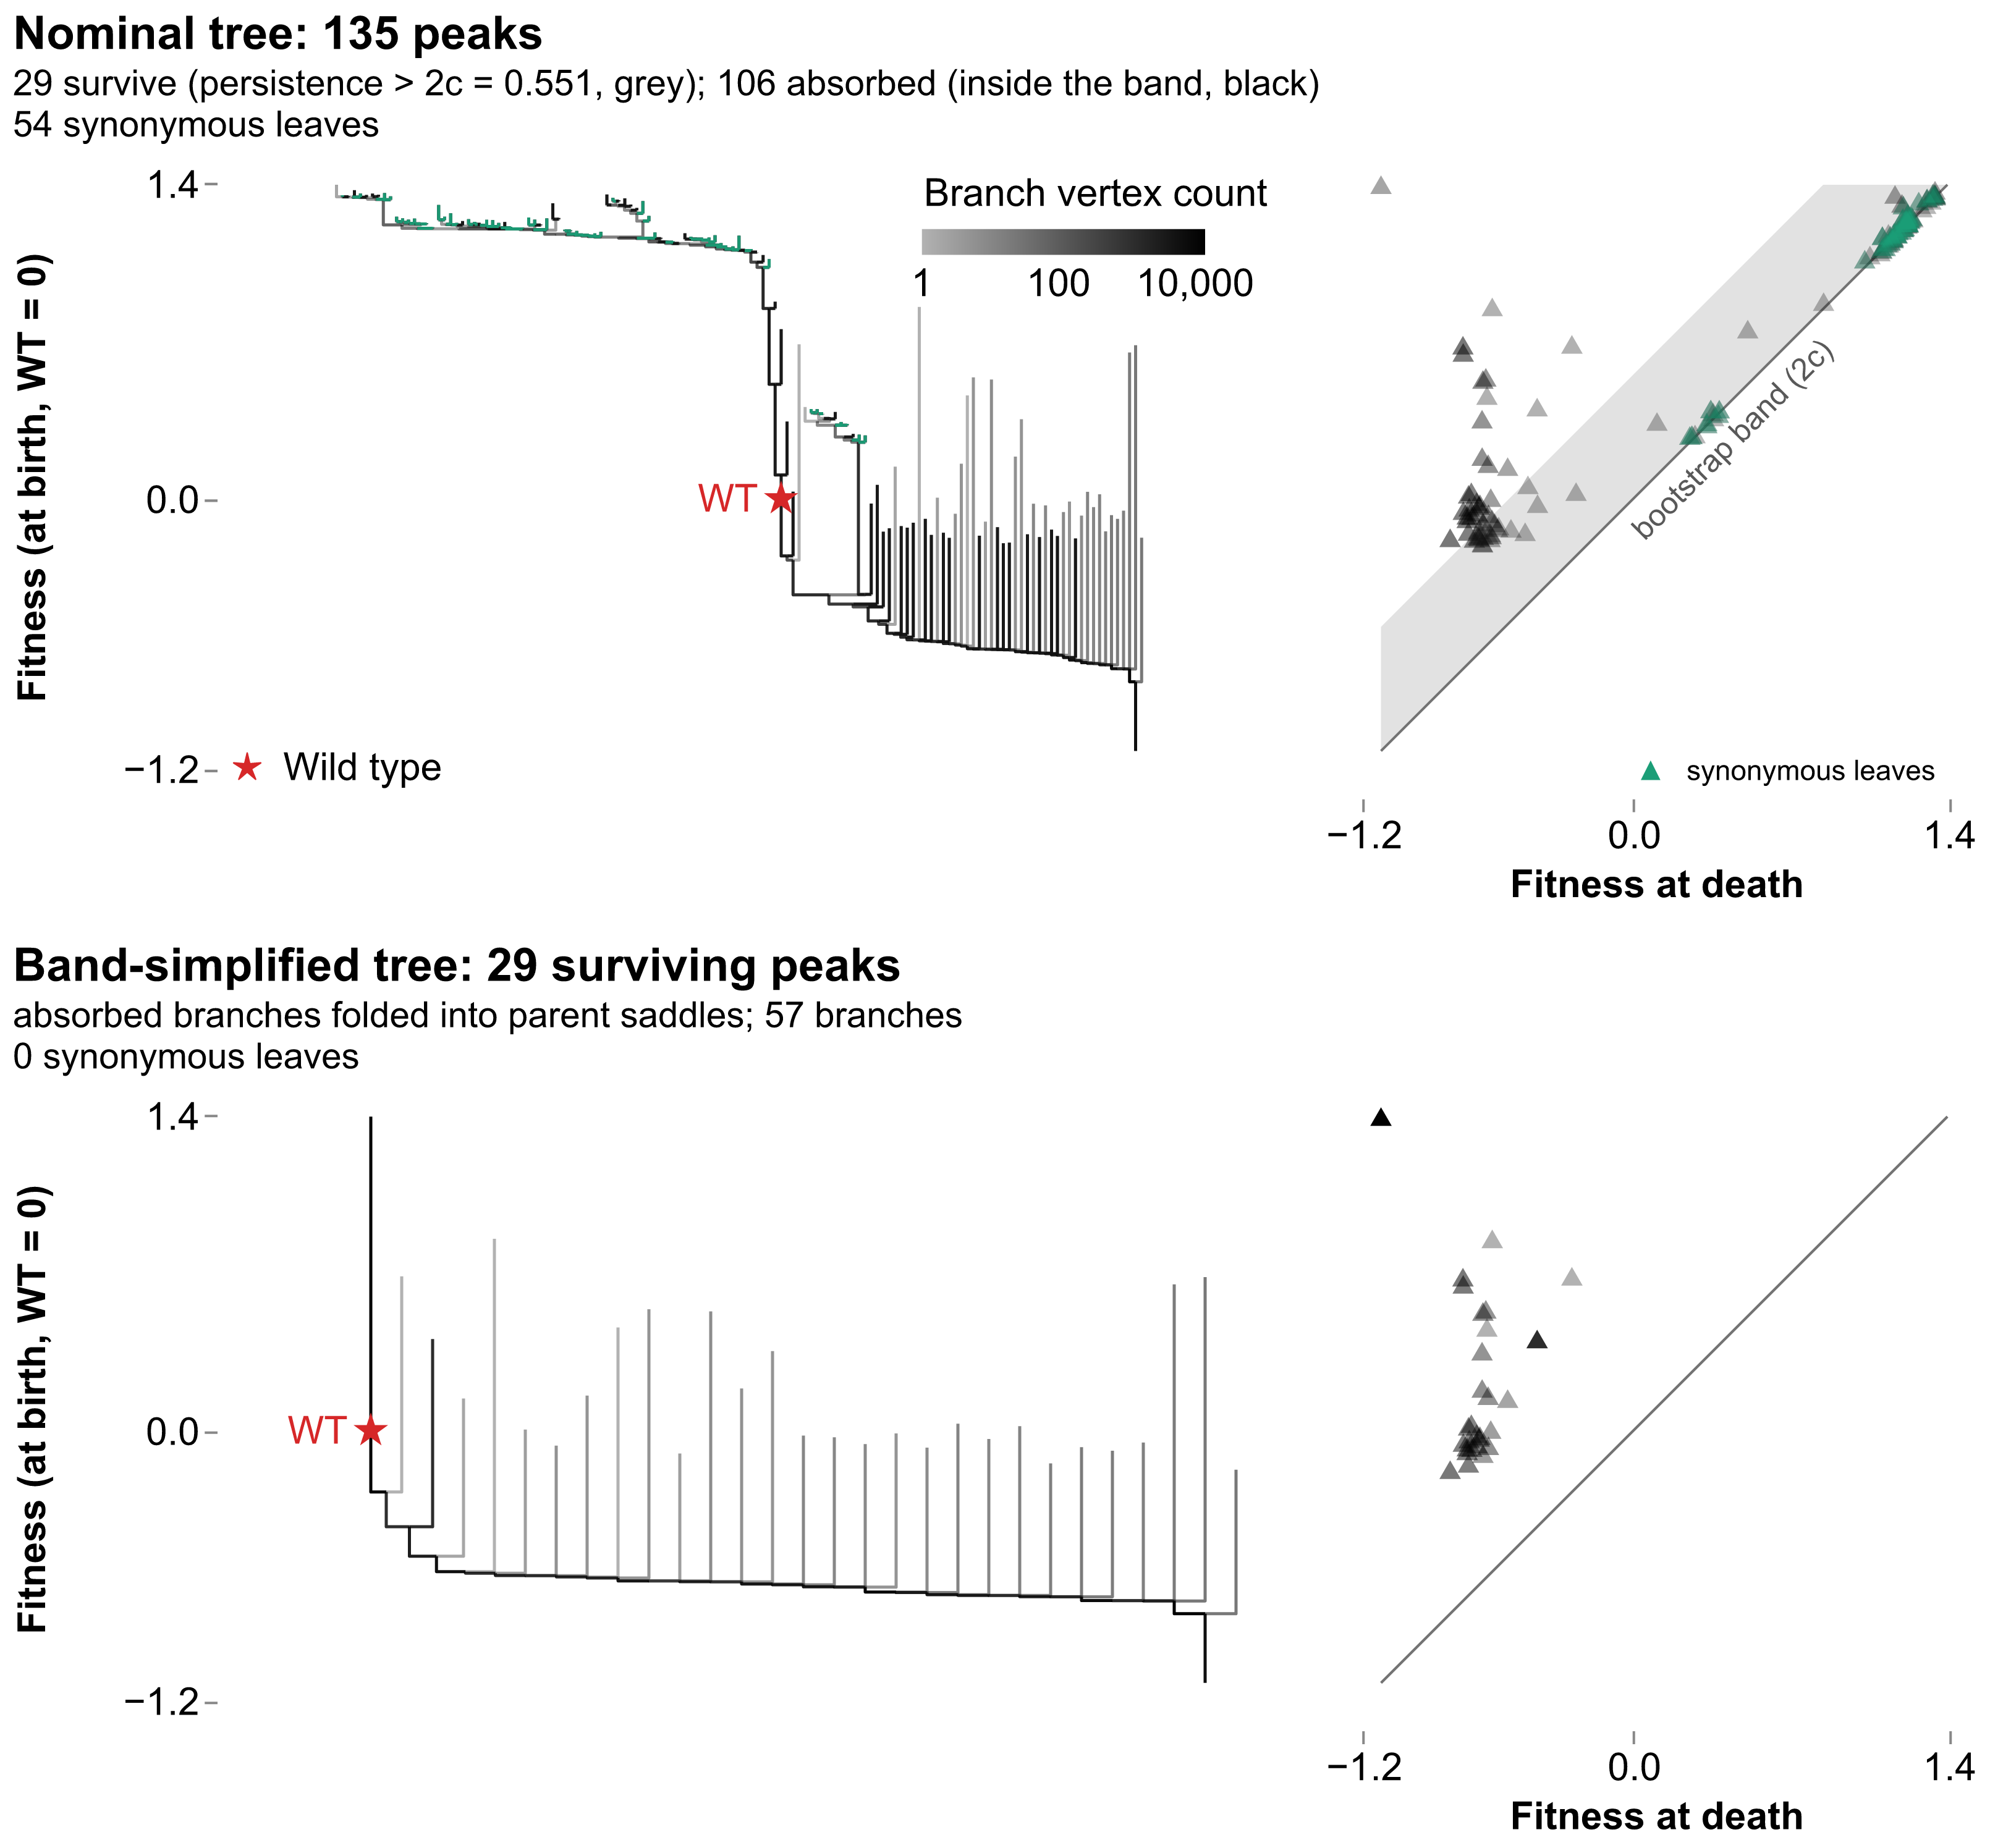 Nominal tree: 135 peaks
29 survive (persistence > 2c = 0.551, grey); 106 absorbed (inside the band, black)
54 synonymous leaves
Fitness (at birth, WT = 0)
1.4
0.0
−1.2
WT
Wild type
Branch vertex count
1
100
10,000
bootstrap band (2c)
synonymous leaves
−1.2
0.0
1.4
Fitness at death
Band-simplified tree: 29 surviving peaks
absorbed branches folded into parent saddles; 57 branches
0 synonymous leaves
Fitness (at birth, WT = 0)
1.4
0.0
−1.2
WT
−1.2
0.0
1.4
Fitness at death